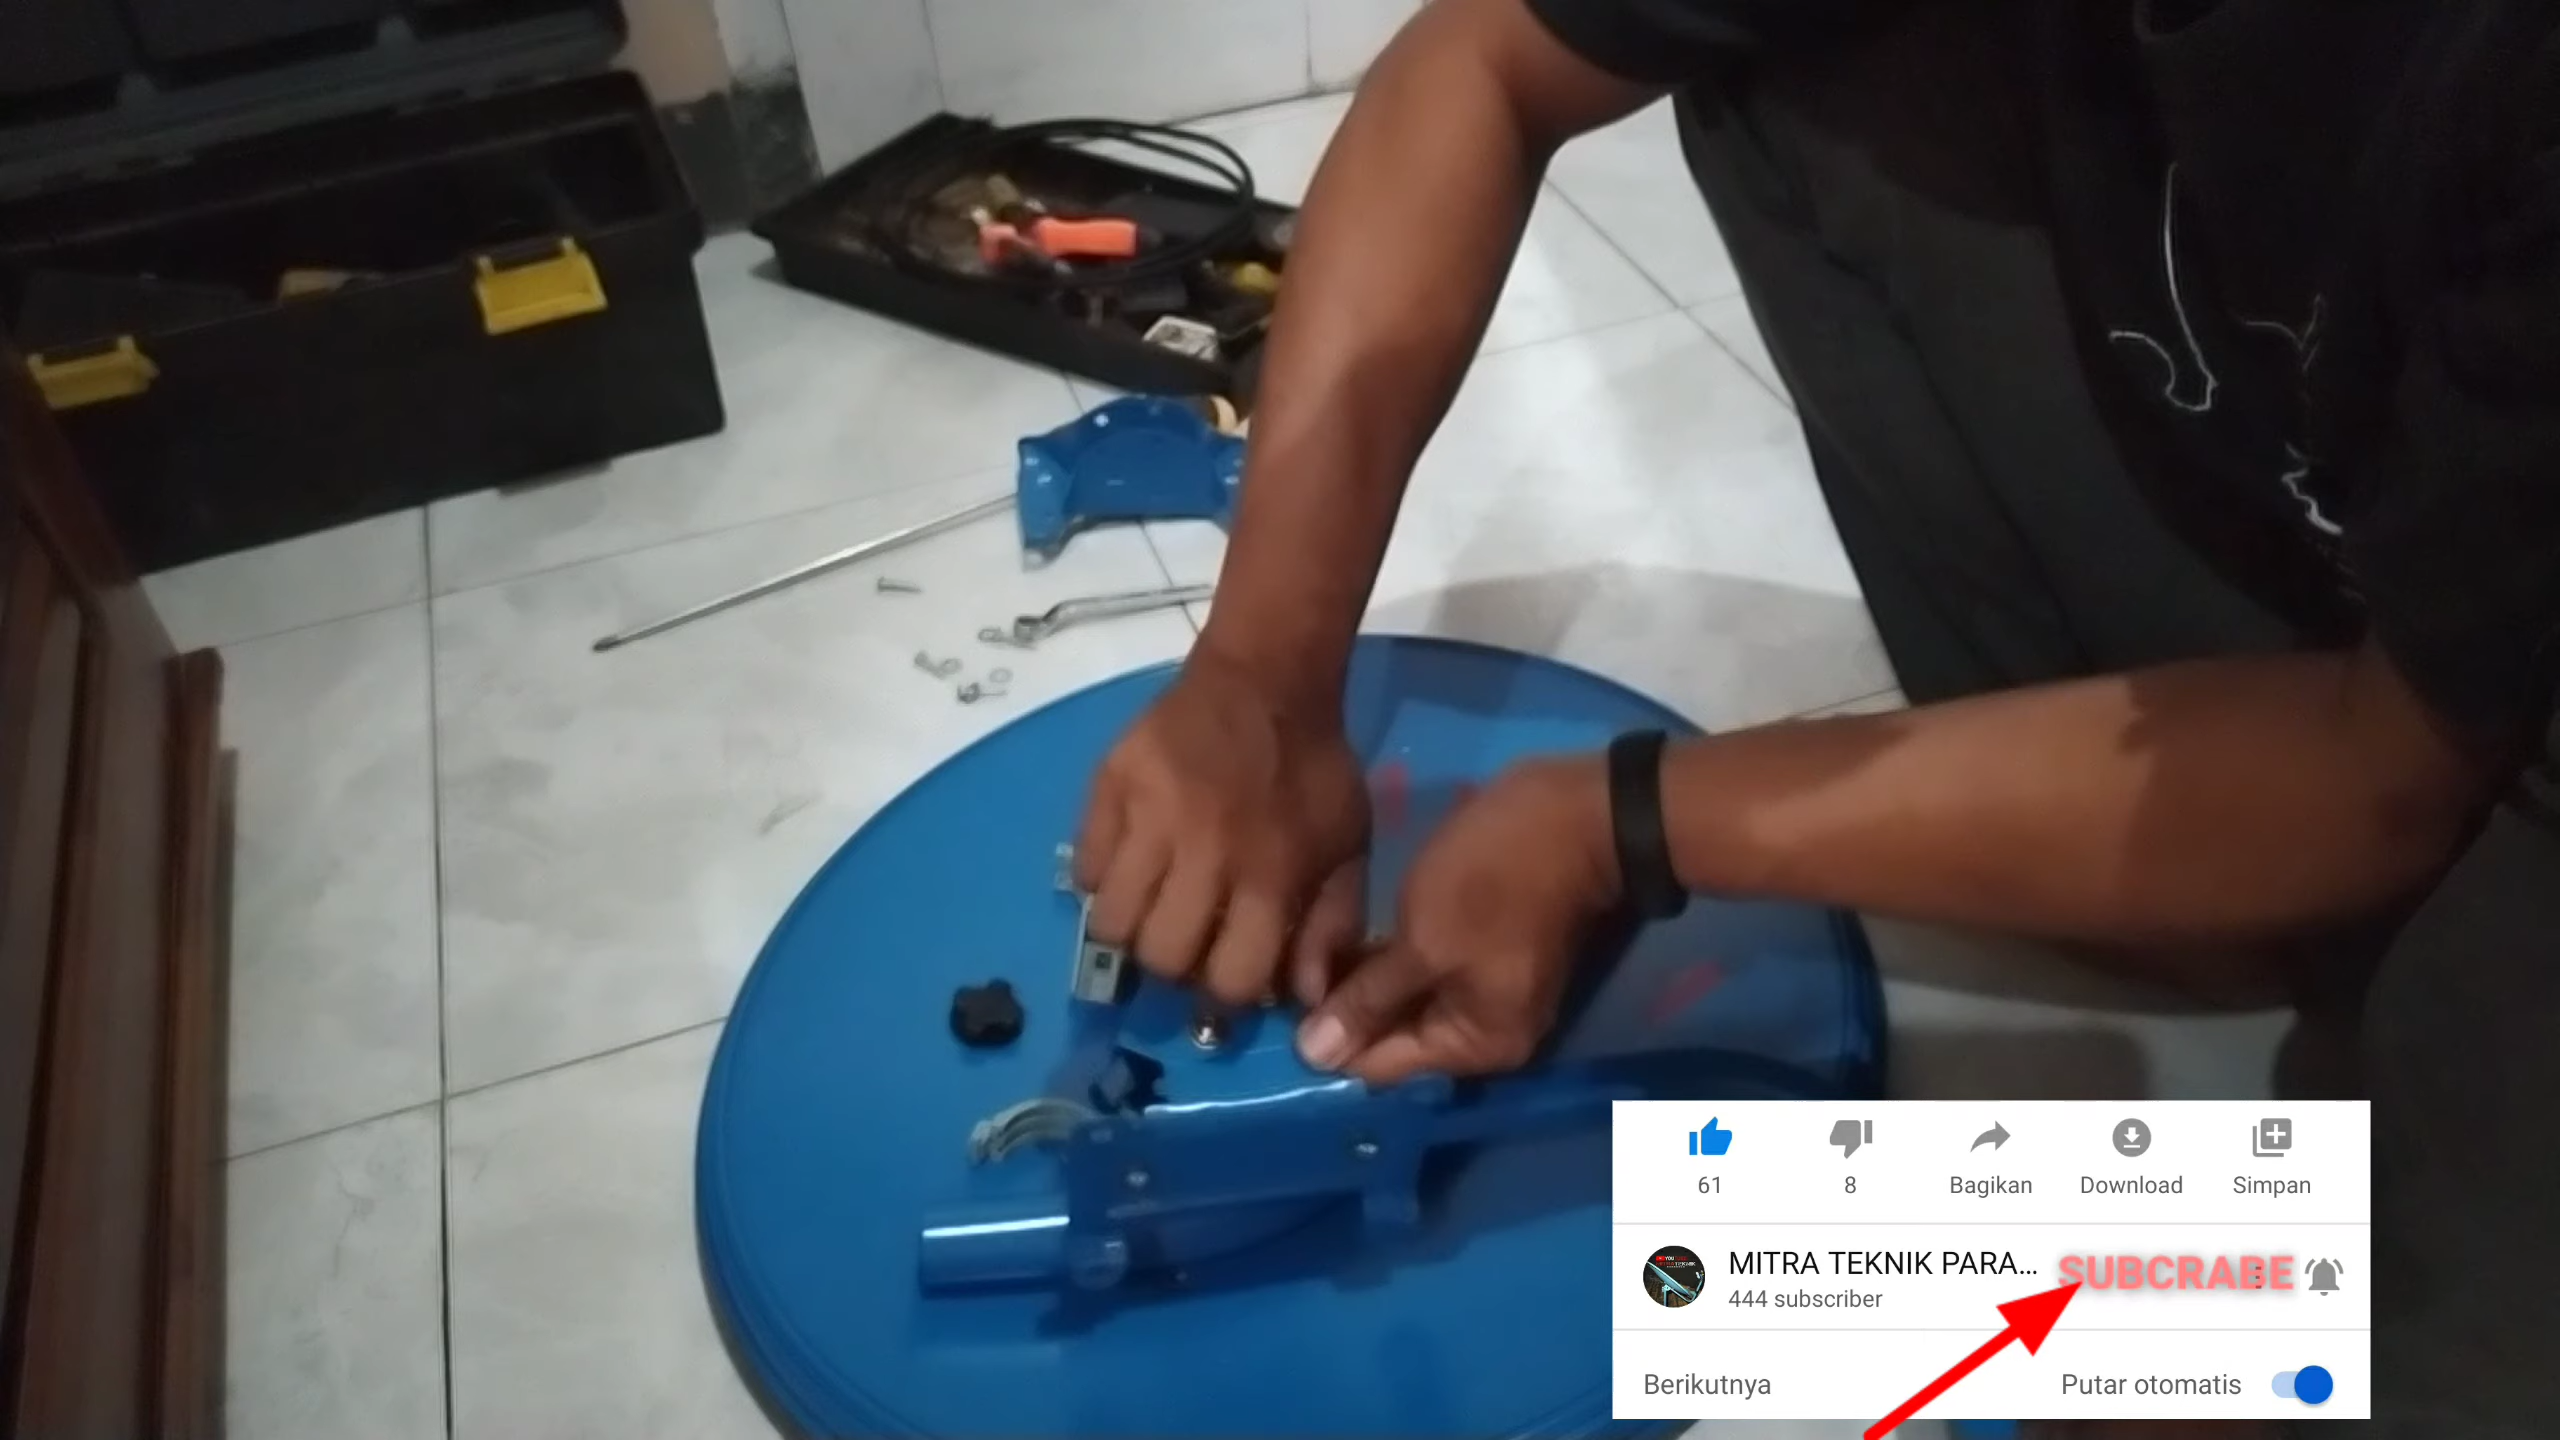 61
8
Bagikan
Download
Simpan
MITRA TEKNIK PARA...
SUBCRABE
444 subscriber
Berikutnya
Putar otomatis